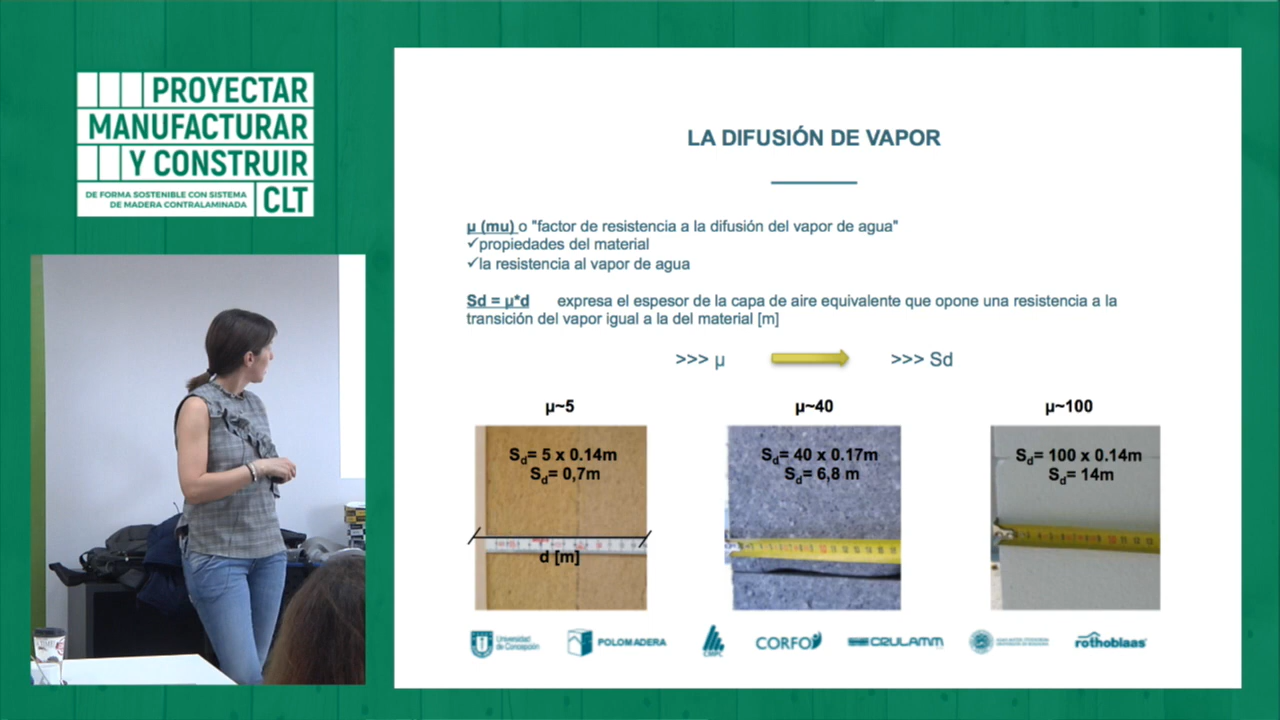 PROYECTAR
MANUFACTURAR
Y CONSTRUIR
DE FORMA SOSTENIBLE CON SISTEMA
DE MADERA CONTRALAMINADA
CLT
LA DIFUSIÓN DE VAPOR
µ (mu) o "factor de resistencia a la difusión del vapor de agua"
✓propiedades del material
✓la resistencia al vapor de agua
Sd = µ*d expresa el espesor de la capa de aire equivalente que opone una resistencia a la
transición del vapor igual a la del material [m]
>>> µ >>> Sd
µ~5 µ~40 µ~100
Sd= 5 x 0.14m
Sd= 0,7m
d [m]
Sd= 40 x 0.17m
Sd= 6,8 m
Sd= 100 x 0.14m
Sd= 14m
Universidad
de Concepción
POLOMADERA
CORFO
CRULAMM
rothoblaas